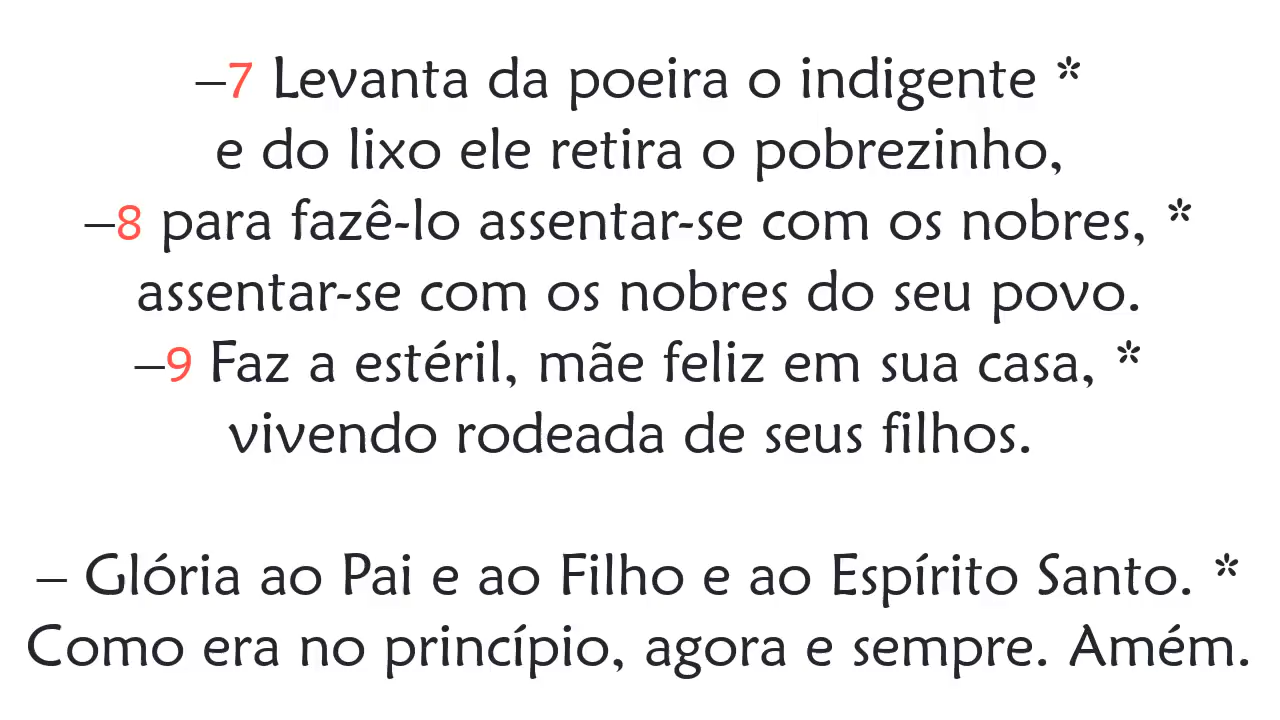 –7 Levanta da poeira o indigente *
e do lixo ele retira o pobrezinho,
–8 para fazê-lo assentar-se com os nobres, *
assentar-se com os nobres do seu povo.
–9 Faz a estéril, mãe feliz em sua casa, *
vivendo rodeada de seus filhos.
– Glória ao Pai e ao Filho e ao Espírito Santo. *
Como era no princípio, agora e sempre. Amém.